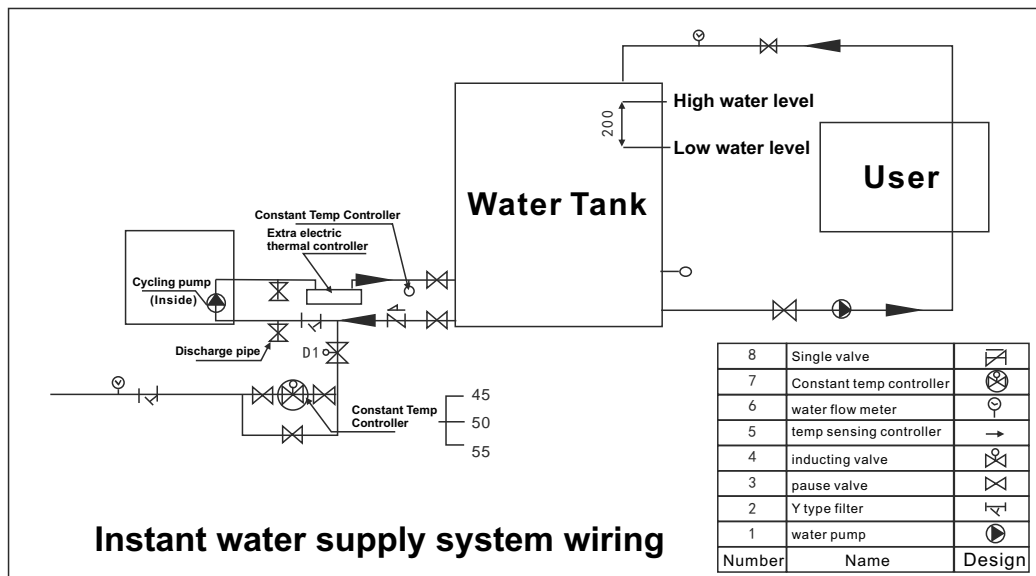 High water level
200
Low water level
Water Tank
User
Constant Temp Controller
Extra electric
thermal controller
Cycling pump
(Inside)
Discharge pipe
D1
Constant Temp
Controller
45
50
55
8 Single valve
7 Constant temp controller
6 water flow meter
5 temp sensing controller
4 inducting valve
3 pause valve
2 Y type filter
1 water pump
Number Name Design
Instant water supply system wiring